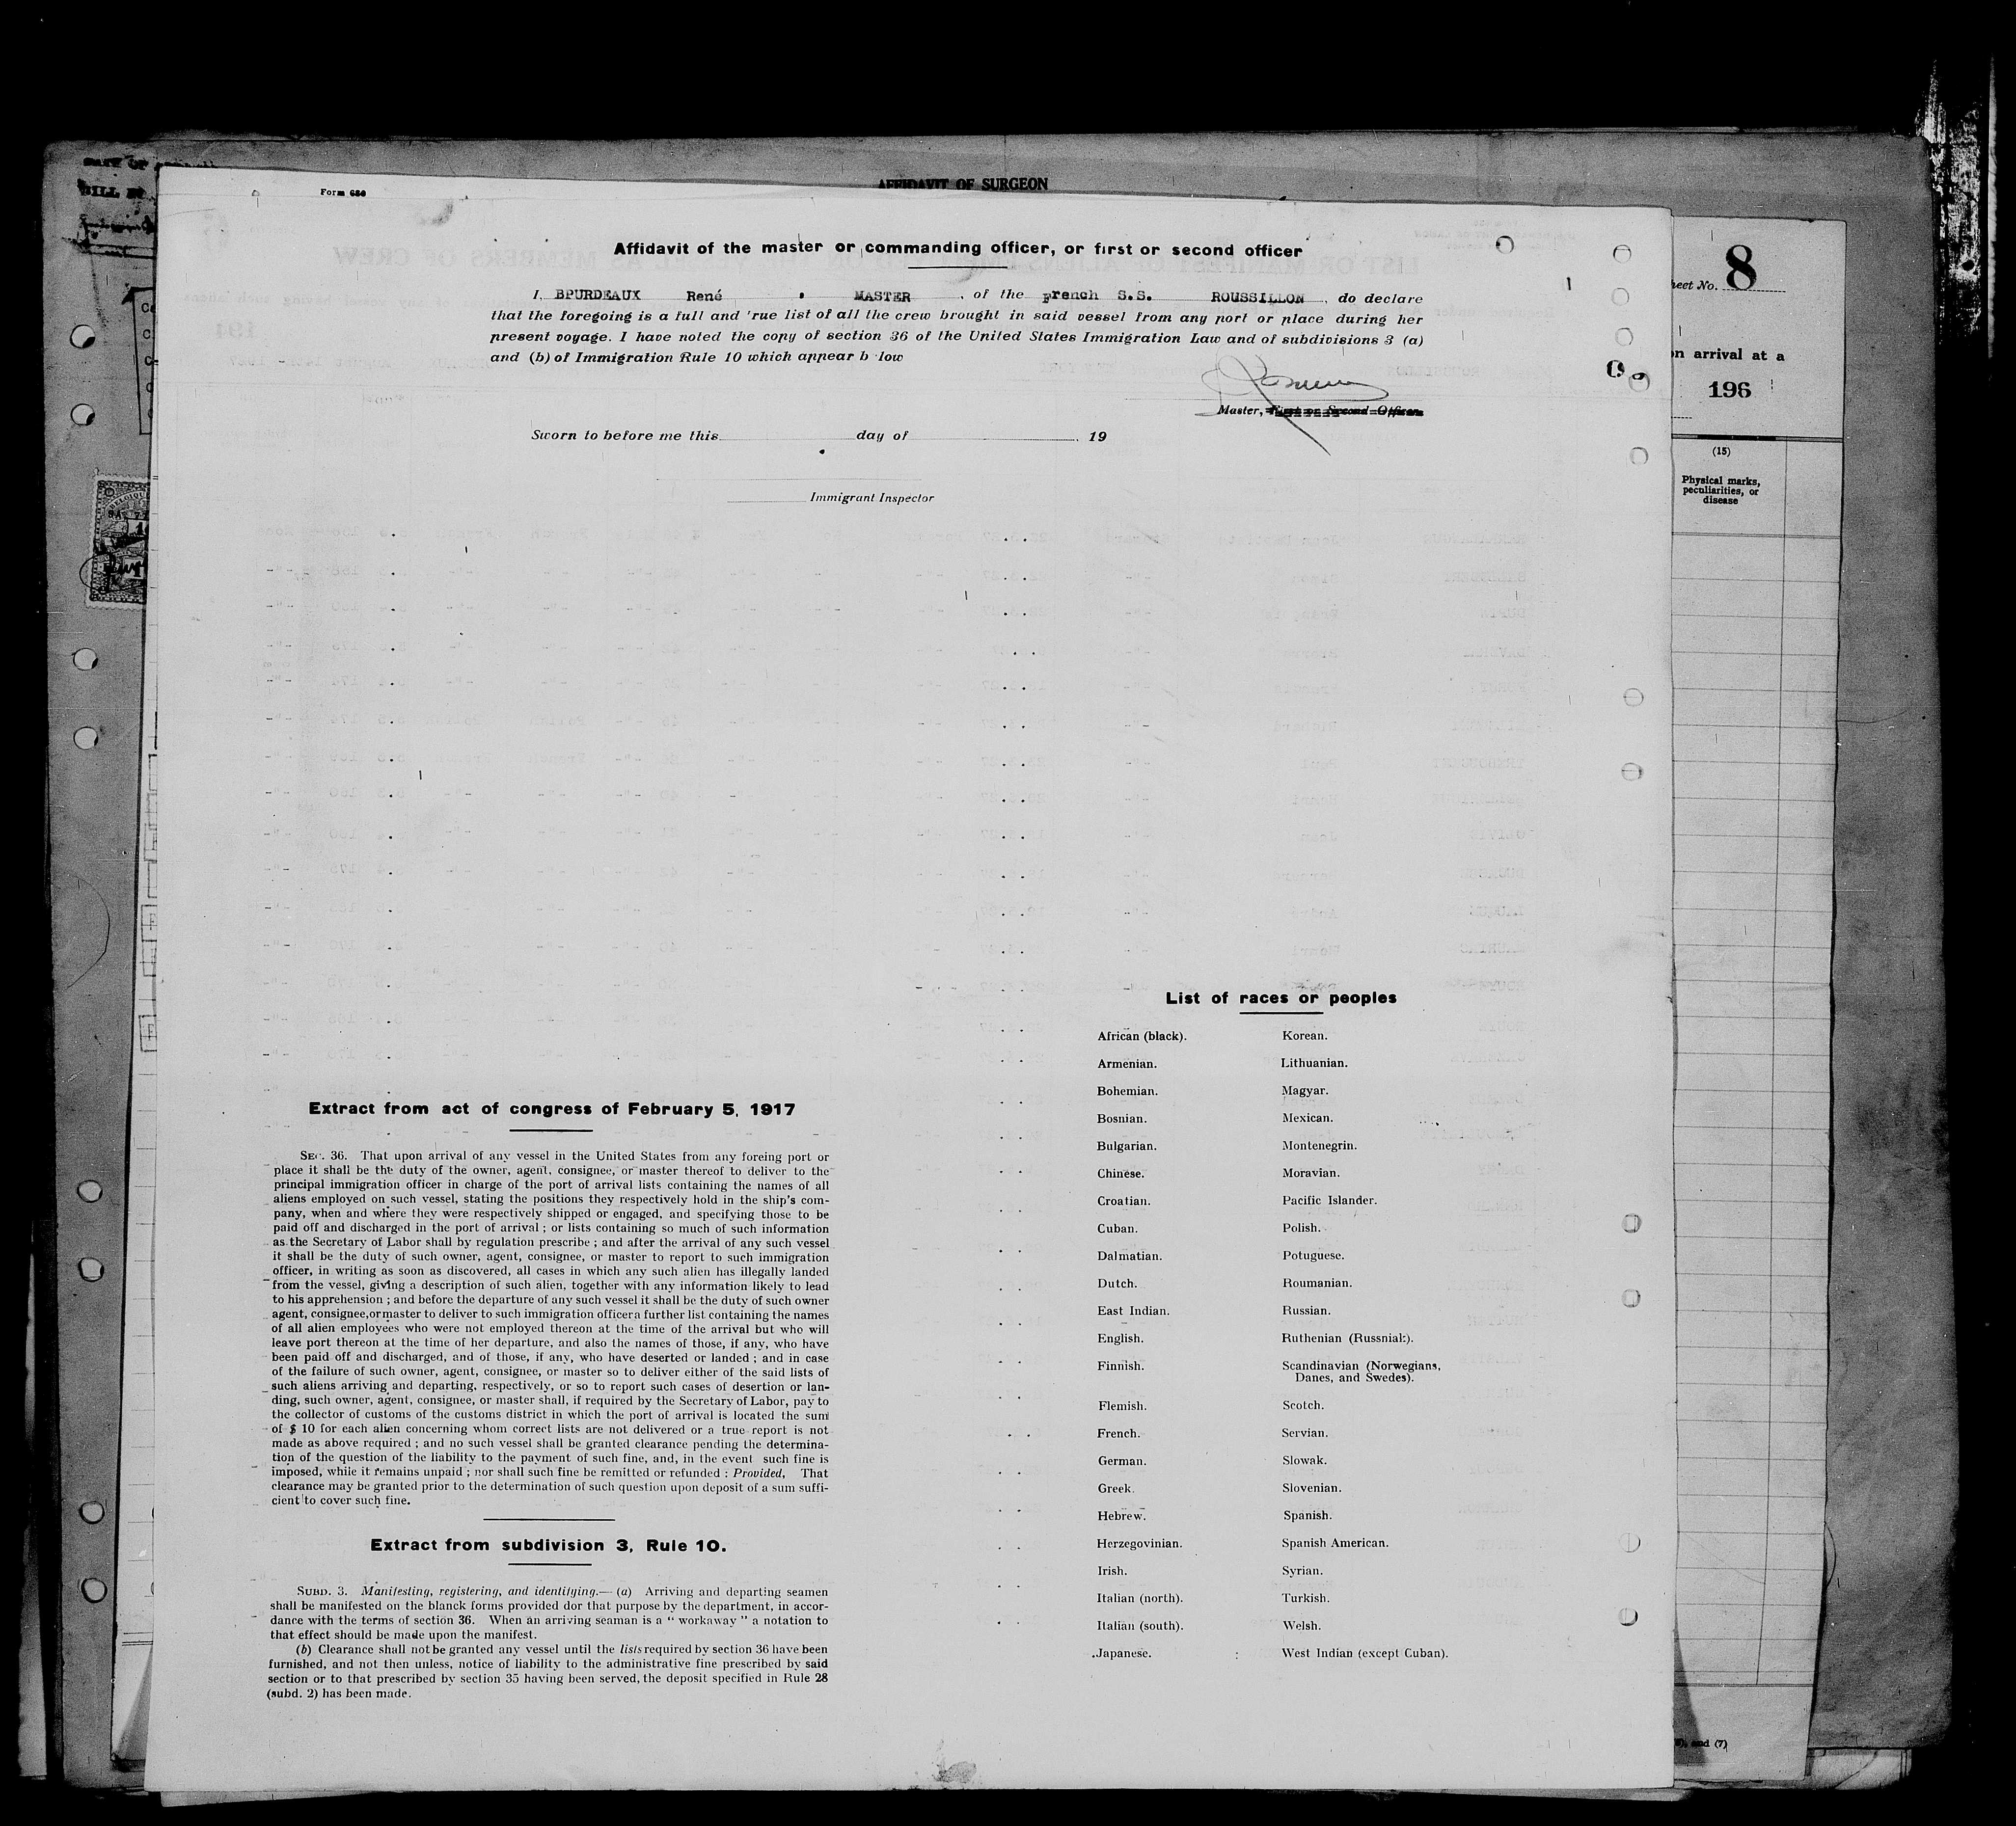 AFFIDAVIT OF SURGEON
Form 680
Affidavit of the master or commanding officer, or first or second officer
I, BPURDEAUX René , MASTER , of the French S.S. ROUSSILLON , do declare
that the foregoing is a full and 'rue list of all the crew brought in said vessel from any port or place during her
present voyage. I have noted the copy of section 36 of the United States Immigration Law and of subdivisions 3 (a)
and (b) of Immigration Rule 10 which appear b low
Master, First or Second Officer.
Sworn to before me this day of , 19
Immigrant Inspector
8
heet No.
on arrival at a
196
(15)
Physical marks,
peculiarities, or
disease
List of races or peoples
African (black). Korean.
Armenian. Lithuanian.
Bohemian. Magyar.
Bosnian. Mexican.
Bulgarian. Montenegrin.
Chinese. Moravian.
Croatian. Pacific Islander.
Cuban. Polish.
Dalmatian. Potuguese.
Dutch. Roumanian.
East Indian. Russian.
English. Ruthenian (Russniak).
Finnish. Scandinavian (Norwegians,
Danes, and Swedes).
Flemish. Scotch.
French. Servian.
German. Slowak.
Greek. Slovenian.
Hebrew. Spanish.
Herzegovinian. Spanish American.
Irish. Syrian.
Italian (north). Turkish.
Italian (south). Welsh.
Japanese. West Indian (except Cuban).
Extract from act of congress of February 5, 1917
SEC. 36. That upon arrival of any vessel in the United States from any foreing port or
place it shall be the duty of the owner, agent, consignee, or master thereof to deliver to the
principal immigration officer in charge of the port of arrival lists containing the names of all
aliens employed on such vessel, stating the positions they respectively hold in the ship's com-
pany, when and where they were respectively shipped or engaged, and specifying those to be
paid off and discharged in the port of arrival ; or lists containing so much of such information
as the Secretary of Labor shall by regulation prescribe ; and after the arrival of any such vessel
it shall be the duty of such owner, agent, consignee, or master to report to such immigration
officer, in writing as soon as discovered, all cases in which any such alien has illegally landed
from the vessel, giving a description of such alien, together with any information likely to lead
to his apprehension ; and before the departure of any such vessel it shall be the duty of such owner
agent, consignee,ormaster to deliver to such immigration officera further list containing the names
of all alien employees who were not employed thereon at the time of the arrival but who will
leave port thereon at the time of her departure, and also the names of those, if any, who have
been paid off and discharged, and of those, if any, who have deserted or landed ; and in case
of the failure of such owner, agent, consignee, or master so to deliver either of the said lists of
such aliens arriving and departing, respectively, or so to report such cases of desertion or lan-
ding, such owner, agent, consignee, or master shall, if required by the Secretary of Labor, pay to
the collector of customs of the customs district in which the port of arrival is located the sum
of $ 10 for each alien concerning whom correct lists are not delivered or a true report is not
made as above required ; and no such vessel shall be granted clearance pending the determina-
tion of the question of the liability to the payment of such fine, and, in the event such fine is
imposed, while it remains unpaid ; nor shall such fine be remitted or refunded : Provided, That
clearance may be granted prior to the determination of such question upon deposit of a sum suffi-
cient to cover such fine.
Extract from subdivision 3, Rule 10.
SUBD. 3. Manifesting, registering, and identifying.— (a) Arriving and departing seamen
shall be manifested on the blanck forms provided dor that purpose by the department, in accor-
dance with the terms of section 36. When an arriving seaman is a " workaway " a notation to
that effect should be made upon the manifest.
(b) Clearance shall not be granted any vessel until the lists required by section 36 have been
furnished, and not then unless, notice of liability to the administrative fine prescribed by said
section or to that prescribed by section 35 having been served, the deposit specified in Rule 28
(subd. 2) has been made.
and (7)